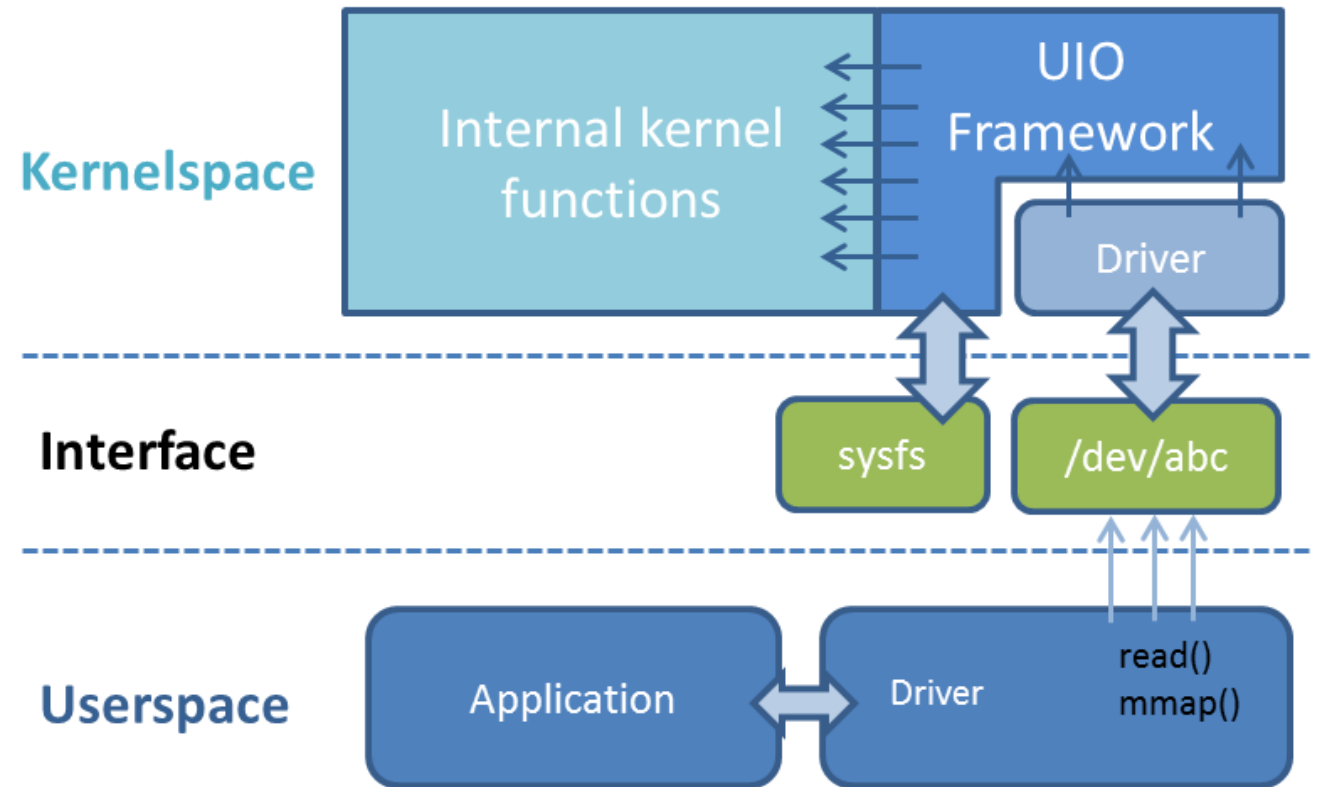 Kernelspace
Internal kernel
functions
UIO
Framework
Driver
Interface
sysfs
/dev/abc
Userspace
Application
Driver
read()
mmap()